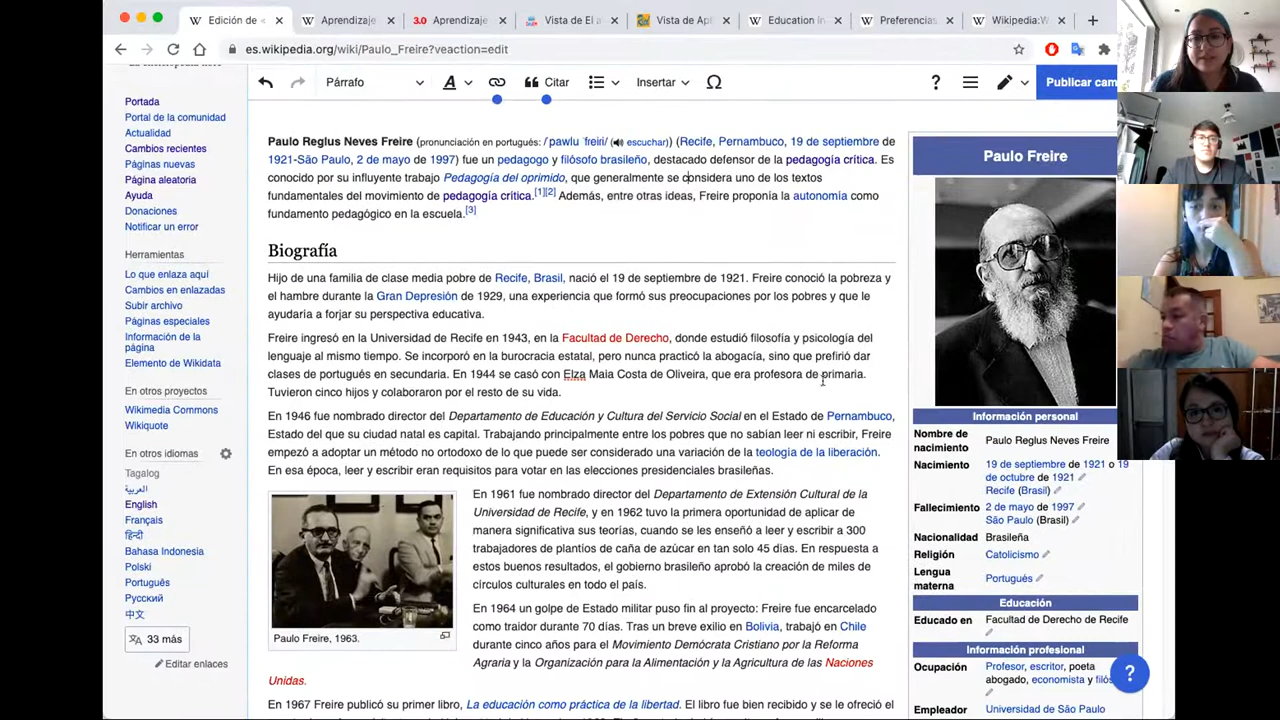 Edición de «
Aprendizaje
3.0 Aprendizaje
Vista de El a
Vista de Apr
Education in
Preferencias
Wikipedia:W
es.wikipedia.org/wiki/Paulo_Freire?veaction=edit
Párrafo
A
Citar
Insertar
Ω
?
Publicar cam
Portada
Portal de la comunidad
Actualidad
Cambios recientes
Páginas nuevas
Página aleatoria
Ayuda
Donaciones
Notificar un error
Herramientas
Lo que enlaza aquí
Cambios en enlazadas
Subir archivo
Páginas especiales
Información de la
página
Elemento de Wikidata
En otros proyectos
Wikimedia Commons
Wikiquote
En otros idiomas
Tagalog
العربية
English
Français
हिन्दी
Bahasa Indonesia
Polski
Português
Русский
中文
33 más
Editar enlaces
Paulo Reglus Neves Freire (pronunciación en portugués: /ˈpawlu ˈfɾeiɾi/ (escuchar)) (Recife, Pernambuco, 19 de septiembre de
1921-São Paulo, 2 de mayo de 1997) fue un pedagogo y filósofo brasileño, destacado defensor de la pedagogía crítica. Es
conocido por su influyente trabajo Pedagogía del oprimido, que generalmente se considera uno de los textos
fundamentales del movimiento de pedagogía crítica.[1][2] Además, entre otras ideas, Freire proponía la autonomía como
fundamento pedagógico en la escuela.[3]
Biografía
Hijo de una familia de clase media pobre de Recife, Brasil, nació el 19 de septiembre de 1921. Freire conoció la pobreza y
el hambre durante la Gran Depresión de 1929, una experiencia que formó sus preocupaciones por los pobres y que le
ayudaría a forjar su perspectiva educativa.
Freire ingresó en la Universidad de Recife en 1943, en la Facultad de Derecho, donde estudió filosofía y psicología del
lenguaje al mismo tiempo. Se incorporó en la burocracia estatal, pero nunca practicó la abogacía, sino que prefirió dar
clases de portugués en secundaria. En 1944 se casó con Elza Maia Costa de Oliveira, que era profesora de primaria.
Tuvieron cinco hijos y colaboraron por el resto de su vida.
En 1946 fue nombrado director del Departamento de Educación y Cultura del Servicio Social en el Estado de Pernambuco,
Estado del que su ciudad natal es capital. Trabajando principalmente entre los pobres que no sabían leer ni escribir, Freire
empezó a adoptar un método no ortodoxo de lo que puede ser considerado una variación de la teología de la liberación.
En esa época, leer y escribir eran requisitos para votar en las elecciones presidenciales brasileñas.
En 1961 fue nombrado director del Departamento de Extensión Cultural de la
Universidad de Recife, y en 1962 tuvo la primera oportunidad de aplicar de
manera significativa sus teorías, cuando se les enseñó a leer y escribir a 300
trabajadores de plantíos de caña de azúcar en tan solo 45 días. En respuesta a
estos buenos resultados, el gobierno brasileño aprobó la creación de miles de
círculos culturales en todo el país.
Paulo Freire, 1963.
En 1964 un golpe de Estado militar puso fin al proyecto: Freire fue encarcelado
como traidor durante 70 días. Tras un breve exilio en Bolivia, trabajó en Chile
durante cinco años para el Movimiento Demócrata Cristiano por la Reforma
Agraria y la Organización para la Alimentación y la Agricultura de las Naciones
Unidas.
En 1967 Freire publicó su primer libro, La educación como práctica de la libertad. El libro fue bien recibido y se le ofreció el
Paulo Freire
Información personal
Nombre de
nacimiento
Paulo Reglus Neves Freire
Nacimiento
19 de septiembre de 1921 o 19
de octubre de 1921
Recife (Brasil)
Fallecimiento
2 de mayo de 1997
São Paulo (Brasil)
Nacionalidad
Brasileña
Religión
Catolicismo
Lengua
materna
Portugués
Educación
Educado en
Facultad de Derecho de Recife
Información profesional
Ocupación
Profesor, escritor, poeta
abogado, economista y filós
Empleador
Universidad de São Paulo
?